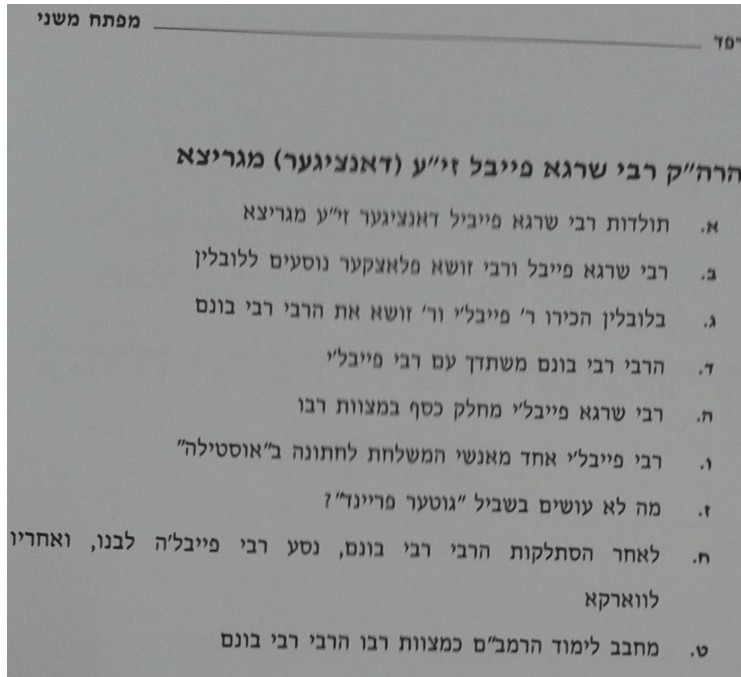 רפד מפתח משני
הרה״ק רבי שרגא פייבל זי״ע (דאנציגער) מגריצא
א. תולדות רבי שרגא פייביל דאנציגער זי״ע מגריצא
ב. רבי שרגא פייבל ורבי זושא פלאצקער נוסעים ללובלין
ג. בלובלין הכירו ר׳ פייבל׳י ור׳ זושא את הרבי רבי בונם
ד. הרבי רבי בונם משתדך עם רבי פייבל׳י
ה. רבי שרגא פייבל׳י מחלק כסף במצוות רבו
ו. רבי פייבל׳י אחד מאנשי המשלחת לחתונה ב״אוסטילה״
ז. מה לא עושים בשביל ״גוטער פריינד״?
ח. לאחר הסתלקות הרבי רבי בונם, נסע רבי פייבל׳ה לבנו, ואחריו
לווארקא
ט. מחבב לימוד הרמב״ם כמצוות רבו הרבי רבי בונם